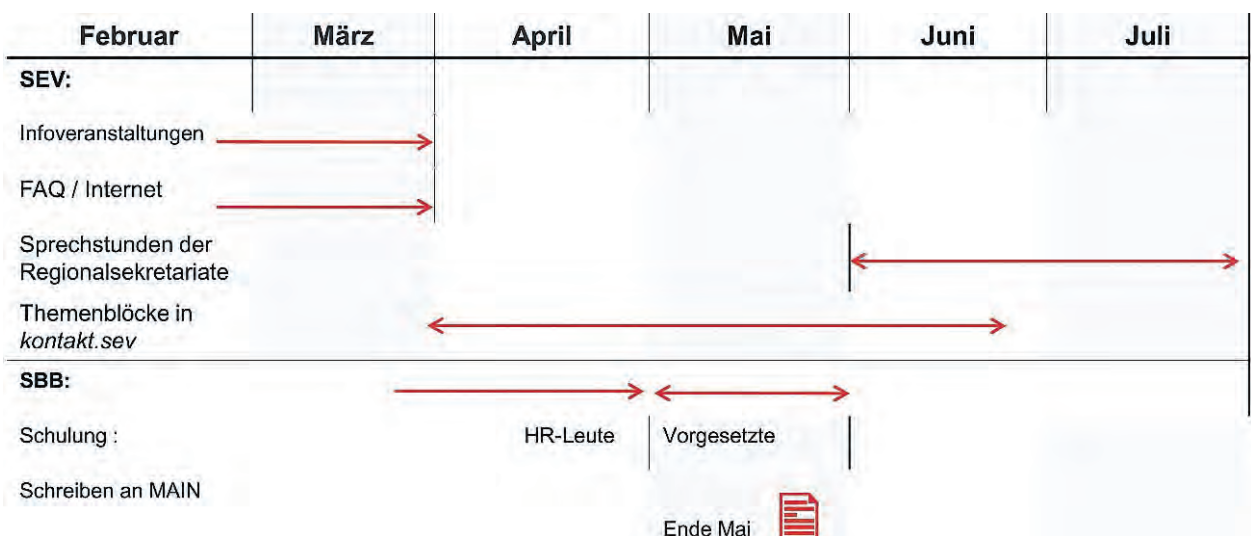 Februar März April Mai Juni Juli
SEV:
Infoveranstaltungen
FAQ / Internet
Sprechstunden der
Regionalsekretariate
Themenblöcke in
kontakt.sev
SBB:
Schulung : HR-Leute Vorgesetzte
Schreiben an MAIN
Ende Mai